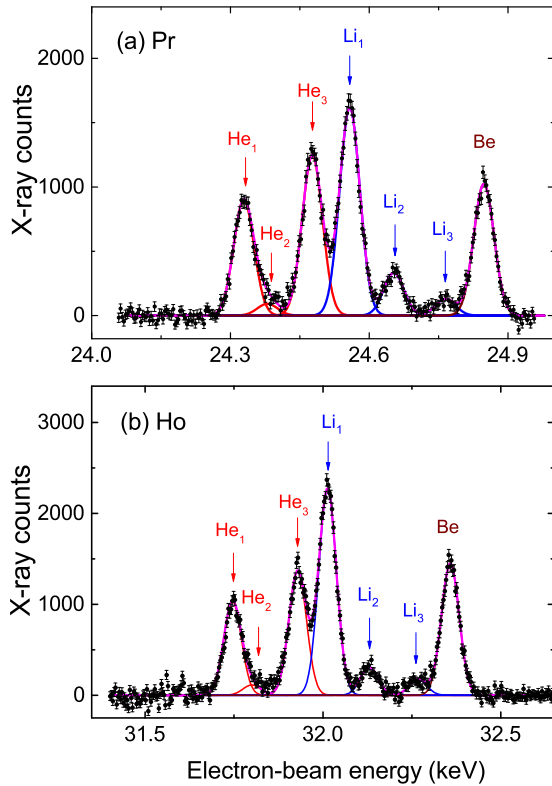 (a) Pr
He₁
He₂
He₃
Li₁
Li₂
Li₃
Be
X-ray counts
2000
1000
0
24.0 24.3 24.6 24.9
(b) Ho
He₁
He₂
He₃
Li₁
Li₂
Li₃
Be
X-ray counts
3000
2000
1000
0
31.5 32.0 32.5
Electron-beam energy (keV)